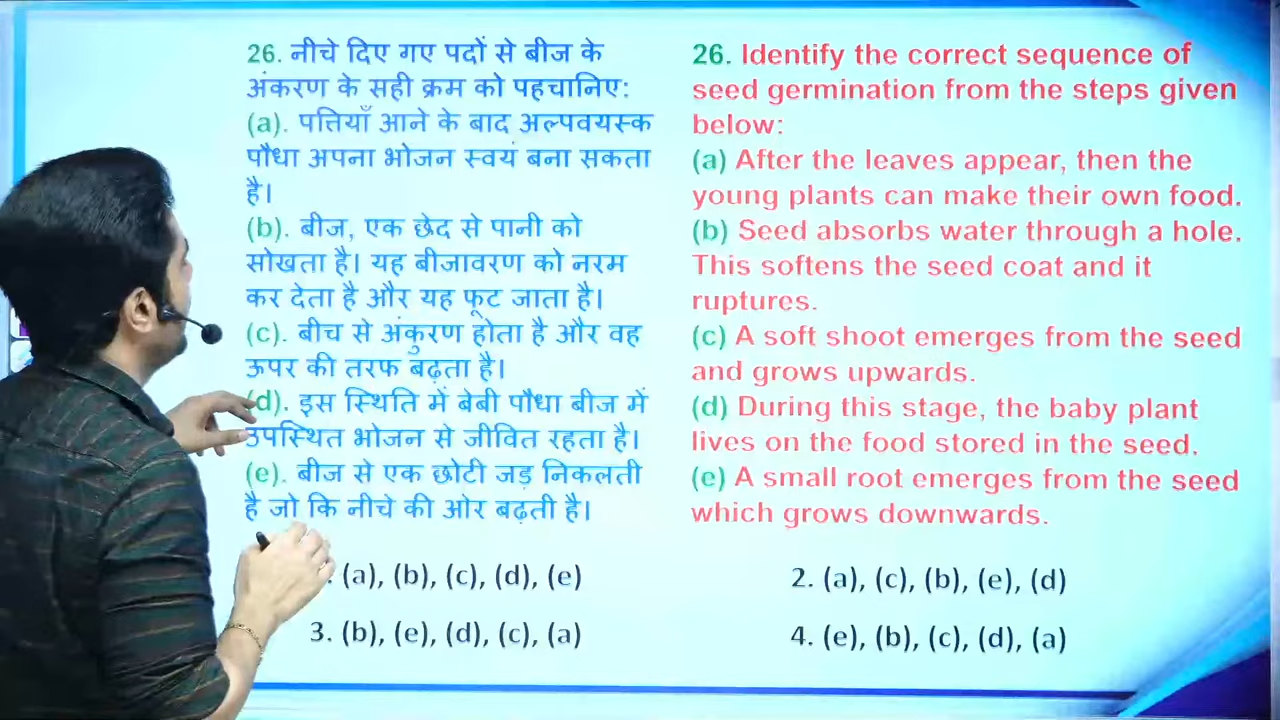 26. नीचे दिए गए पदों से बीज के
अंकरण के सही क्रम को पहचानिए:
(a). पत्तियाँ आने के बाद अल्पवयस्क
पौधा अपना भोजन स्वयं बना सकता
है।
(b). बीज, एक छेद से पानी को
सोखता है। यह बीजावरण को नरम
कर देता है और यह फूट जाता है।
(c). बीच से अंकुरण होता है और वह
ऊपर की तरफ बढ़ता है।
(d). इस स्थिति में बेबी पौधा बीज में
उपस्थित भोजन से जीवित रहता है।
(e). बीज से एक छोटी जड़ निकलती
है जो कि नीचे की ओर बढ़ती है।
26. Identify the correct sequence of
seed germination from the steps given
below:
(a) After the leaves appear, then the
young plants can make their own food.
(b) Seed absorbs water through a hole.
This softens the seed coat and it
ruptures.
(c) A soft shoot emerges from the seed
and grows upwards.
(d) During this stage, the baby plant
lives on the food stored in the seed.
(e) A small root emerges from the seed
which grows downwards.
(a), (b), (c), (d), (e)
2. (a), (c), (b), (e), (d)
3. (b), (e), (d), (c), (a)
4. (e), (b), (c), (d), (a)